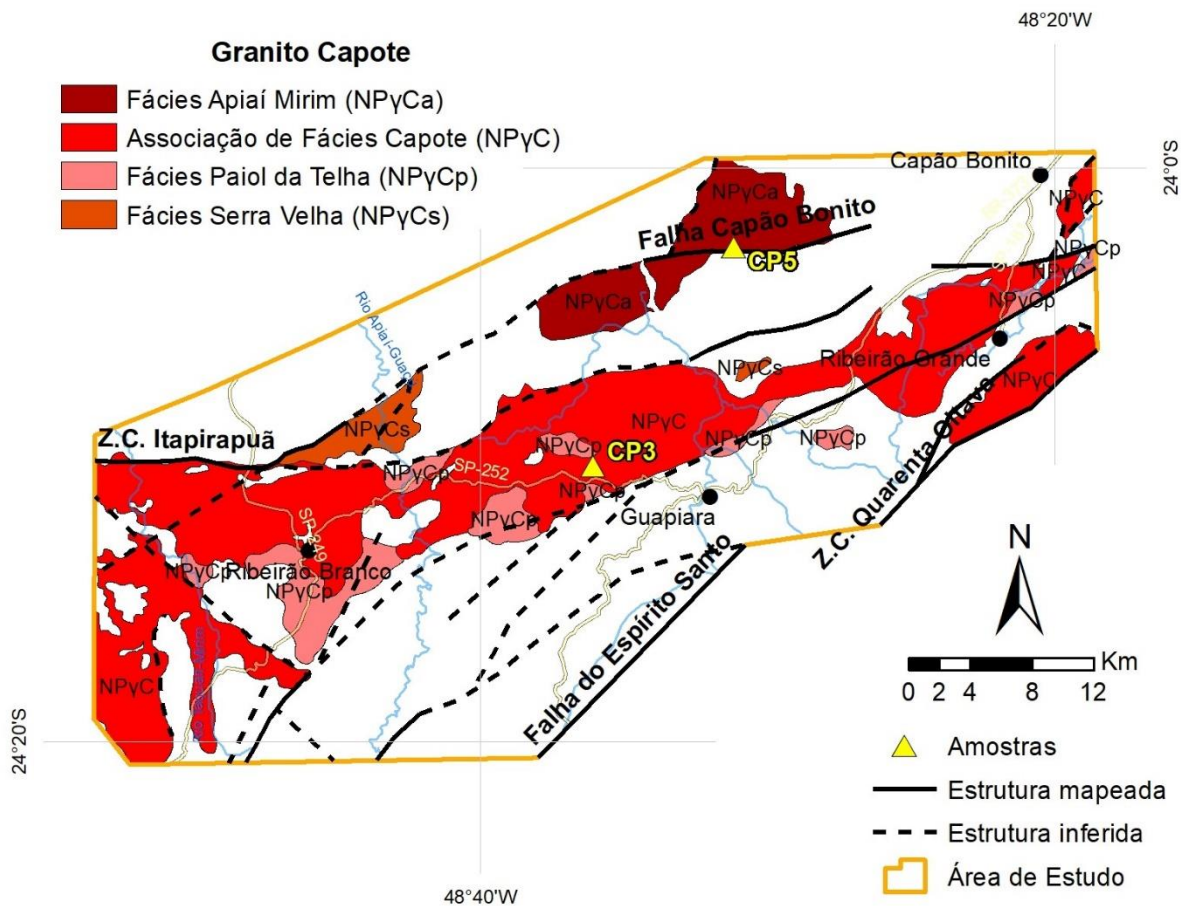 48°20'W
Granito Capote
Fácies Apiaí Mirim (NPγCa)
Associação de Fácies Capote (NPγC)
Fácies Paiol da Telha (NPγCp)
Fácies Serra Velha (NPγCs)
Capão Bonito
24°0'S
NPγCa
NPγC
Falha Capão Bonito
CP5
NPγCp
NPγC
NPγCa
NPγCp
Rio Apiaí-Guaçu
Ribeirão Grande
NPγCs
NPγC
NPγC
NPγCs
Z.C. Itapirapuã
NPγCp
CP3
NPγCp
NPγCp
NPγCp
SP-252
NPγCp
Z.C. Quarenta Oitava
Guapiara
NPγCp
SP-249
NPγCp
Ribeirão Branco
NPγCp
Falha do Espírito Santo
N
NPγC
Km
0 2 4 8 12
24°20'S
Amostras
Estrutura mapeada
Estrutura inferida
Área de Estudo
48°40'W